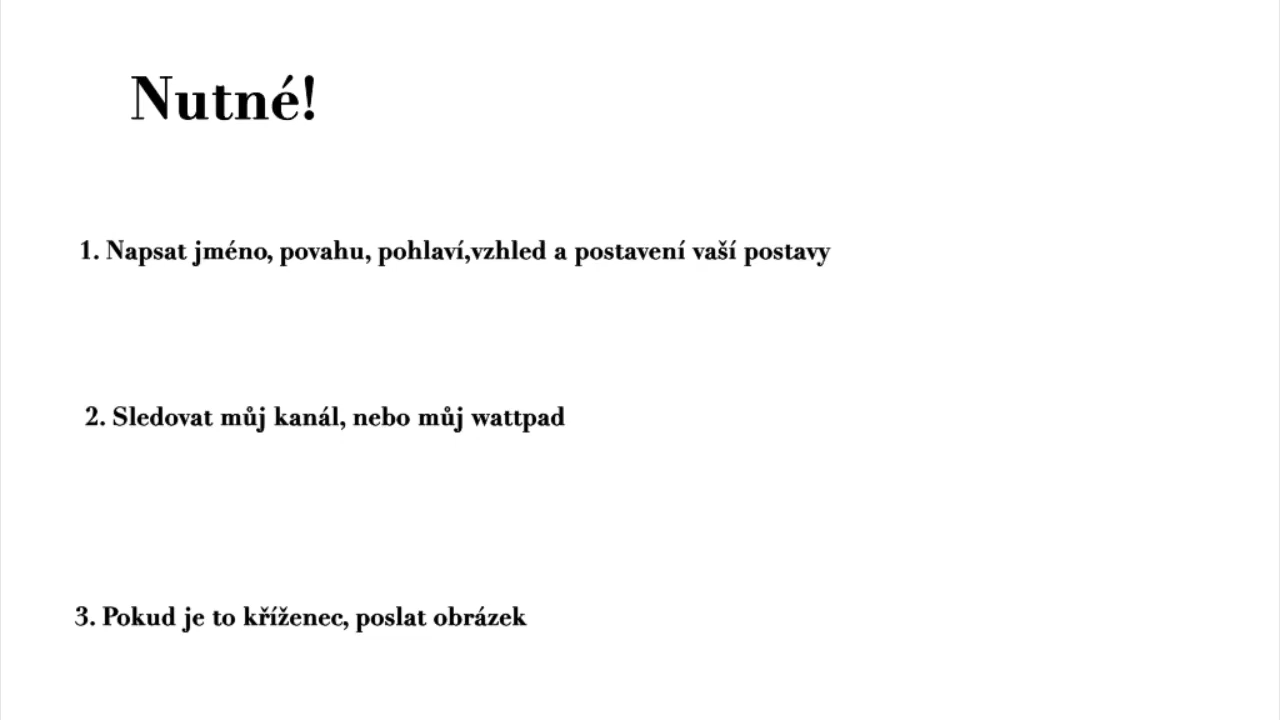 Nutné!
1. Napsat jméno, povahu, pohlaví,vzhled a postavení vaší postavy
2. Sledovat můj kanál, nebo můj wattpad
3. Pokud je to kříženec, poslat obrázek